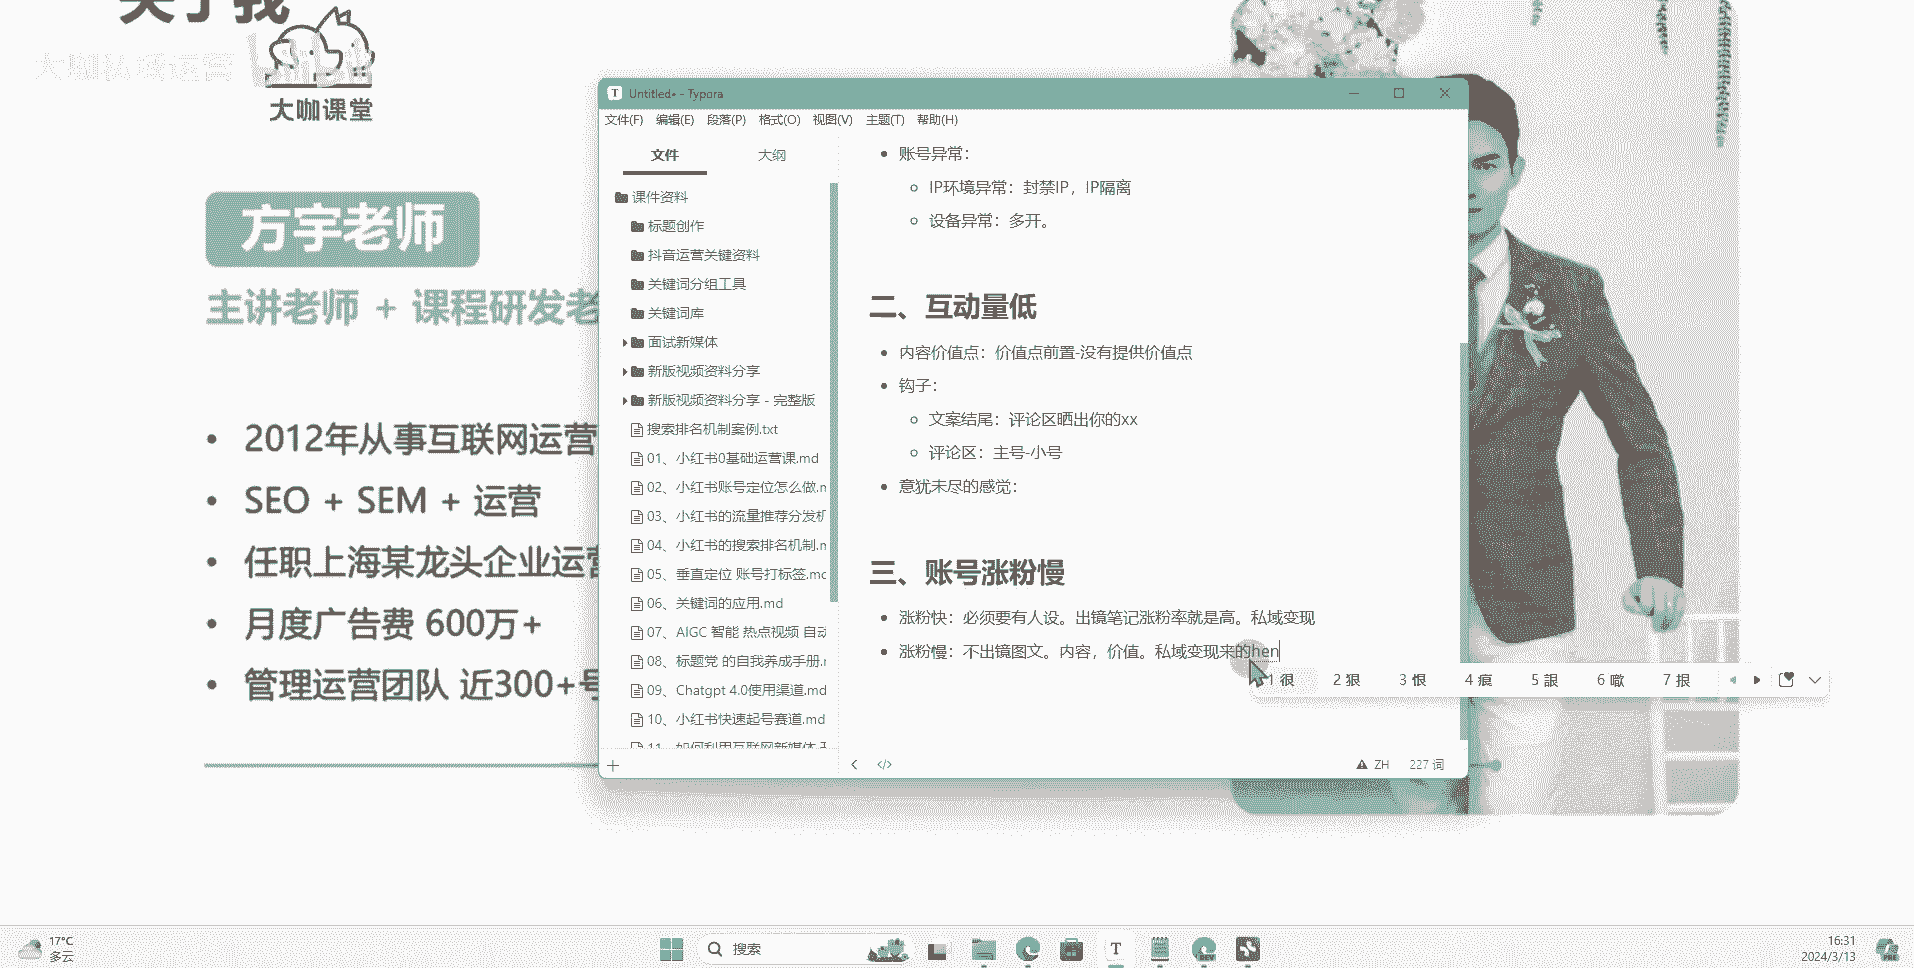 关于我
大咖私域运营
bilibili
大咖课堂
方宇老师
主讲老师 + 课程研发老
2012年从事互联网运营
SEO + SEM + 运营
任职上海某龙头企业运营
月度广告费 600万+
管理运营团队 近300+号
Untitled• - Typora
文件(F) 编辑(E) 段落(P) 格式(O) 视图(V) 主题(T) 帮助(H)
文件 大纲
课件资料
标题创作
抖音运营关键资料
关键词分组工具
关键词库
面试新媒体
新版视频资料分享
新版视频资料分享 - 完整版
搜索排名机制案例.txt
01、小红书0基础运营课.md
02、小红书账号定位怎么做.m
03、小红书的流量推荐分发机
04、小红书的搜索排名机制.m
05、垂直定位 账号打标签.mc
06、关键词的应用.md
07、AIGC 智能 热点视频 自动
08、标题党 的自我养成手册.r
09、Chatgpt 4.0使用渠道.md
10、小红书快速起号赛道.md
11、如何利用互联网新媒体
账号异常：
IP环境异常：封禁IP，IP隔离
设备异常：多开。
二、互动量低
内容价值点：价值点前置-没有提供价值点
钩子：
文案结尾：评论区晒出你的xx
评论区：主号-小号
意犹未尽的感觉：
三、账号涨粉慢
涨粉快：必须要有人设。出镜笔记涨粉率就是高。私域变现
涨粉慢：不出镜图文。内容，价值。私域变现来的hen
1 很 2 狠 3 恨 4 痕 5 詪 6 噷 7 拫
ZH 227 词
17°C
多云
搜索
16:31
2024/3/13